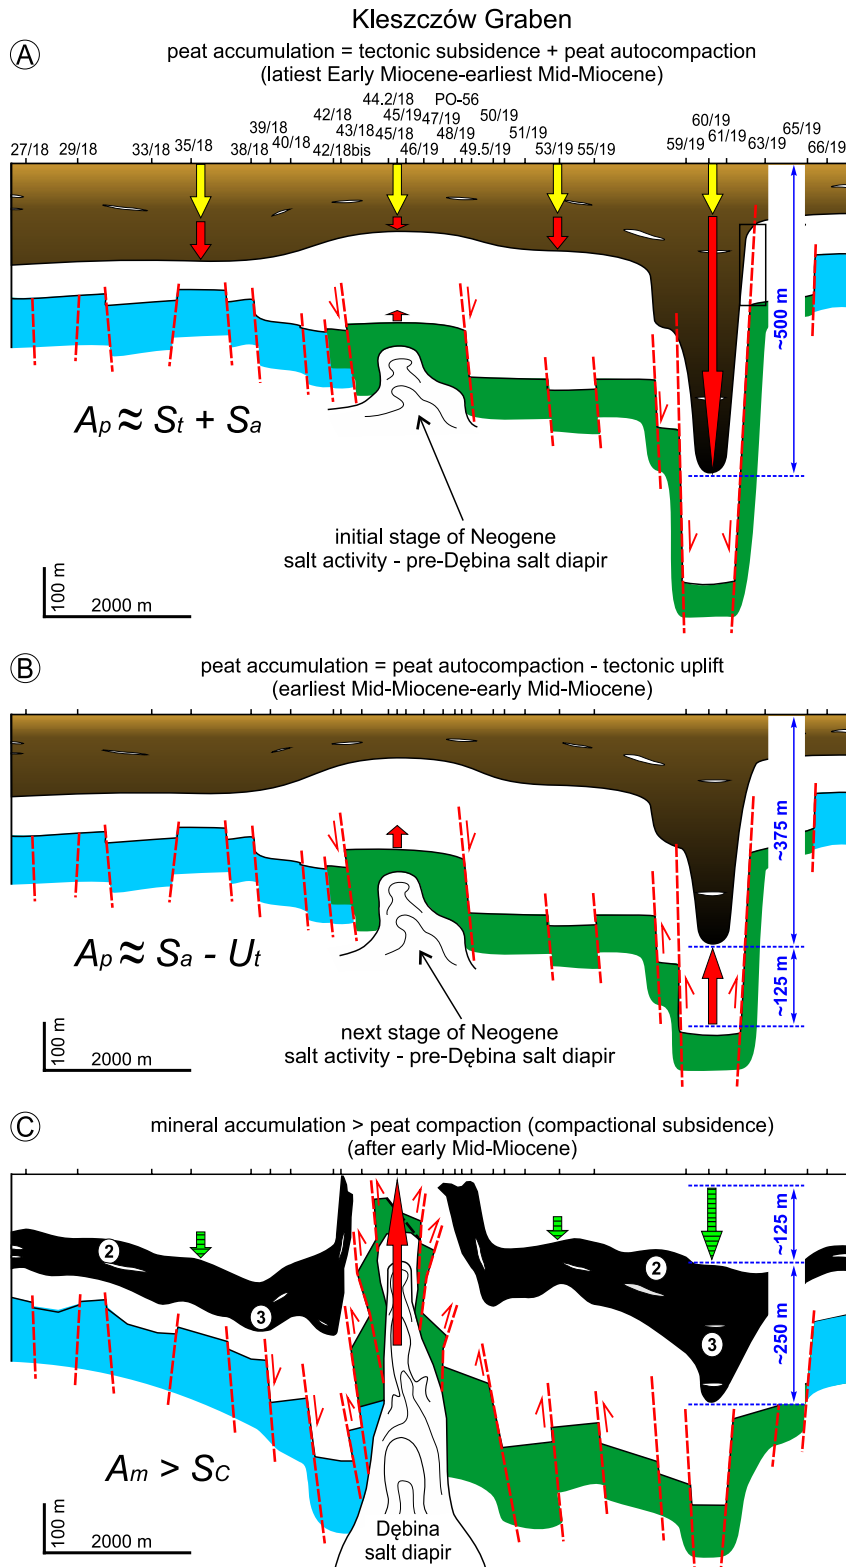 Kleszczów Graben
A
peat accumulation = tectonic subsidence + peat autocompaction
(latiest Early Miocene-earliest Mid-Miocene)
44.2/18 PO-56
42/18 45/19 47/19 50/19 60/19 65/19
39/18 43/18 45/18 48/19 51/19 61/19
27/18 29/18 33/18 35/18 38/18 40/18 42/18bis 46/19 49.5/19 53/19 55/19 59/19 63/19 66/19
~500 m
Ap ≈ St + Sa
initial stage of Neogene
salt activity - pre-Dębina salt diapir
100 m
2000 m
B
peat accumulation = peat autocompaction - tectonic uplift
(earliest Mid-Miocene-early Mid-Miocene)
~375 m
Ap ≈ Sa - Ut
~125 m
next stage of Neogene
salt activity - pre-Dębina salt diapir
100 m
2000 m
C
mineral accumulation > peat compaction (compactional subsidence)
(after early Mid-Miocene)
~125 m
2
2
3
3
~250 m
Am > SC
Dębina
salt diapir
100 m
2000 m